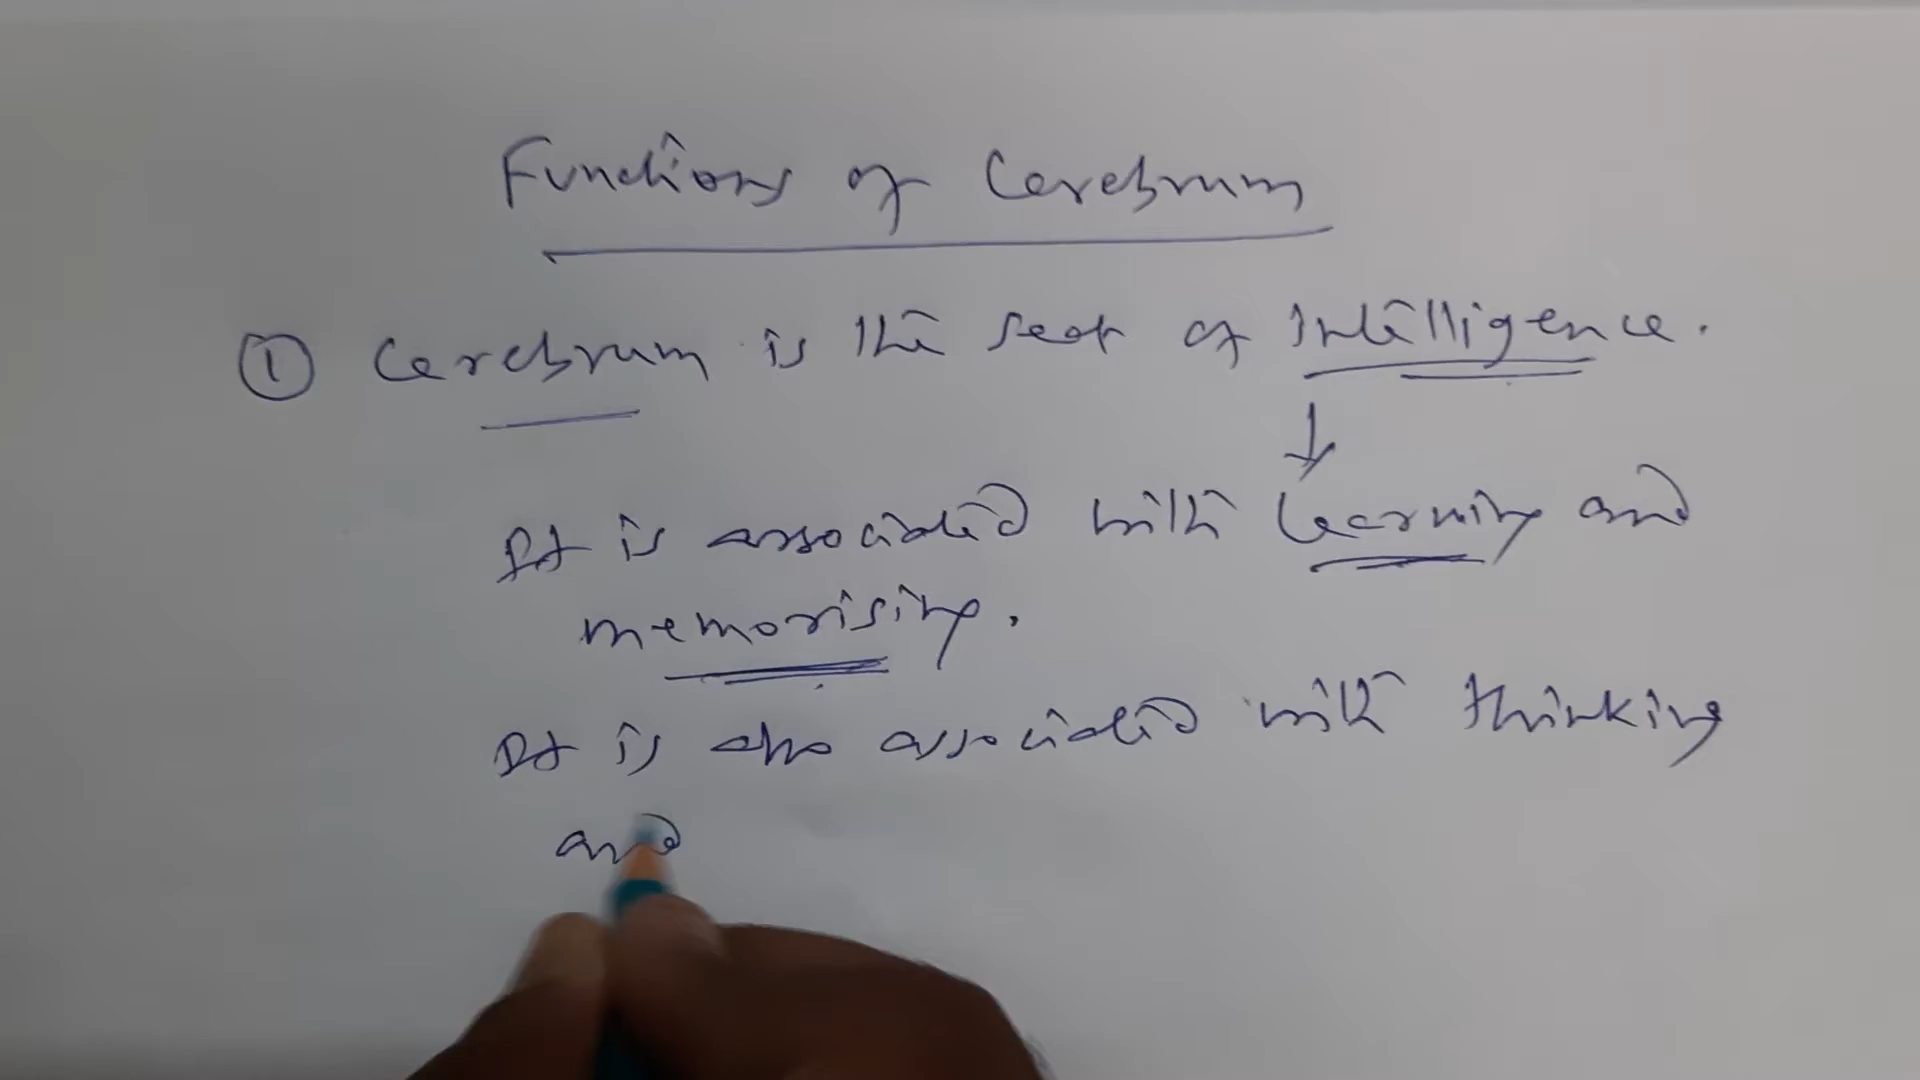 Functions of Cerebrum
① Cerebrum is the seat of Intelligence.
It is associated with learning and
memorising.
It is also associated with thinking
and